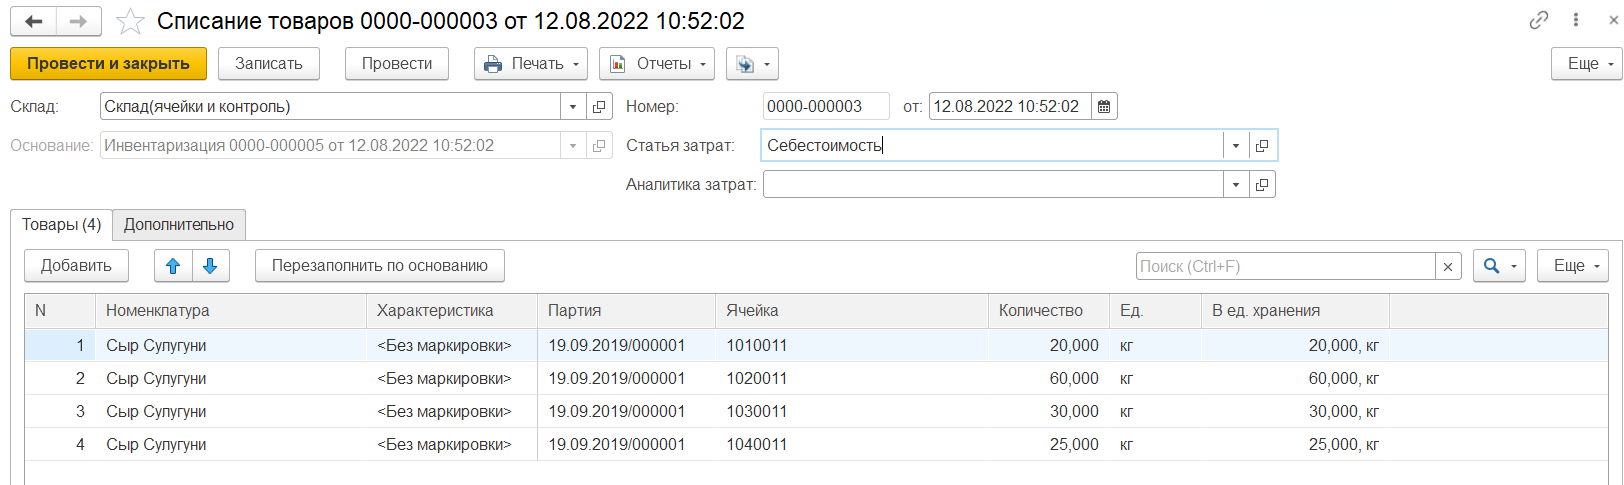 Списание товаров 0000-000003 от 12.08.2022 10:52:02
Провести и закрыть Записать Провести Печать Отчеты Еще
Склад: Склад(ячейки и контроль) Номер: 0000-000003 от: 12.08.2022 10:52:02
Основание: Инвентаризация 0000-000005 от 12.08.2022 10:52:02 Статья затрат: Себестоимость
Аналитика затрат:
Товары (4) Дополнительно
Добавить Перезаполнить по основанию Поиск (Ctrl+F) × Еще
N Номенклатура Характеристика Партия Ячейка Количество Ед. В ед. хранения
1 Сыр Сулугуни <Без маркировки> 19.09.2019/000001 1010011 20,000 кг 20,000, кг
2 Сыр Сулугуни <Без маркировки> 19.09.2019/000001 1020011 60,000 кг 60,000, кг
3 Сыр Сулугуни <Без маркировки> 19.09.2019/000001 1030011 30,000 кг 30,000, кг
4 Сыр Сулугуни <Без маркировки> 19.09.2019/000001 1040011 25,000 кг 25,000, кг